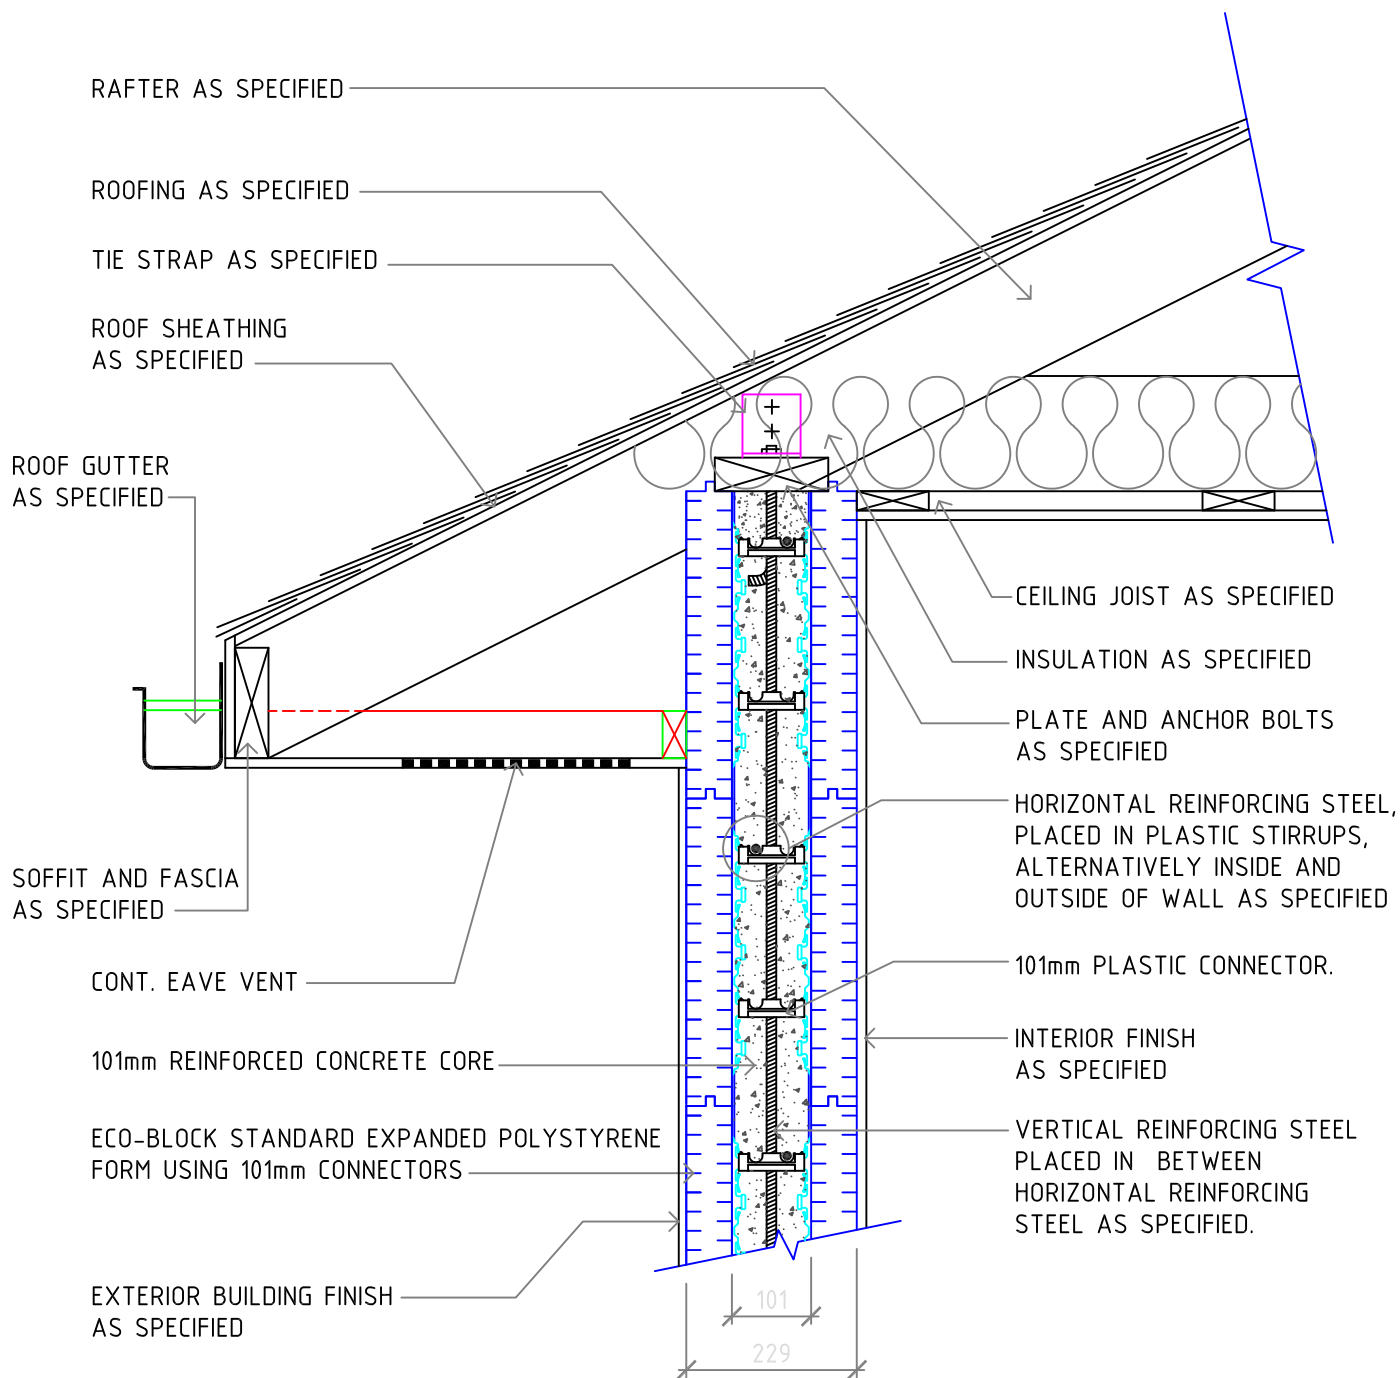 RAFTER AS SPECIFIED
ROOFING AS SPECIFIED
TIE STRAP AS SPECIFIED
ROOF SHEATHING
AS SPECIFIED
ROOF GUTTER
AS SPECIFIED
SOFFIT AND FASCIA
AS SPECIFIED
CONT. EAVE VENT
101mm REINFORCED CONCRETE CORE
ECO-BLOCK STANDARD EXPANDED POLYSTYRENE
FORM USING 101mm CONNECTORS
EXTERIOR BUILDING FINISH
AS SPECIFIED
CEILING JOIST AS SPECIFIED
INSULATION AS SPECIFIED
PLATE AND ANCHOR BOLTS
AS SPECIFIED
HORIZONTAL REINFORCING STEEL,
PLACED IN PLASTIC STIRRUPS,
ALTERNATIVELY INSIDE AND
OUTSIDE OF WALL AS SPECIFIED
101mm PLASTIC CONNECTOR.
INTERIOR FINISH
AS SPECIFIED
VERTICAL REINFORCING STEEL
PLACED IN BETWEEN
HORIZONTAL REINFORCING
STEEL AS SPECIFIED.
101
229